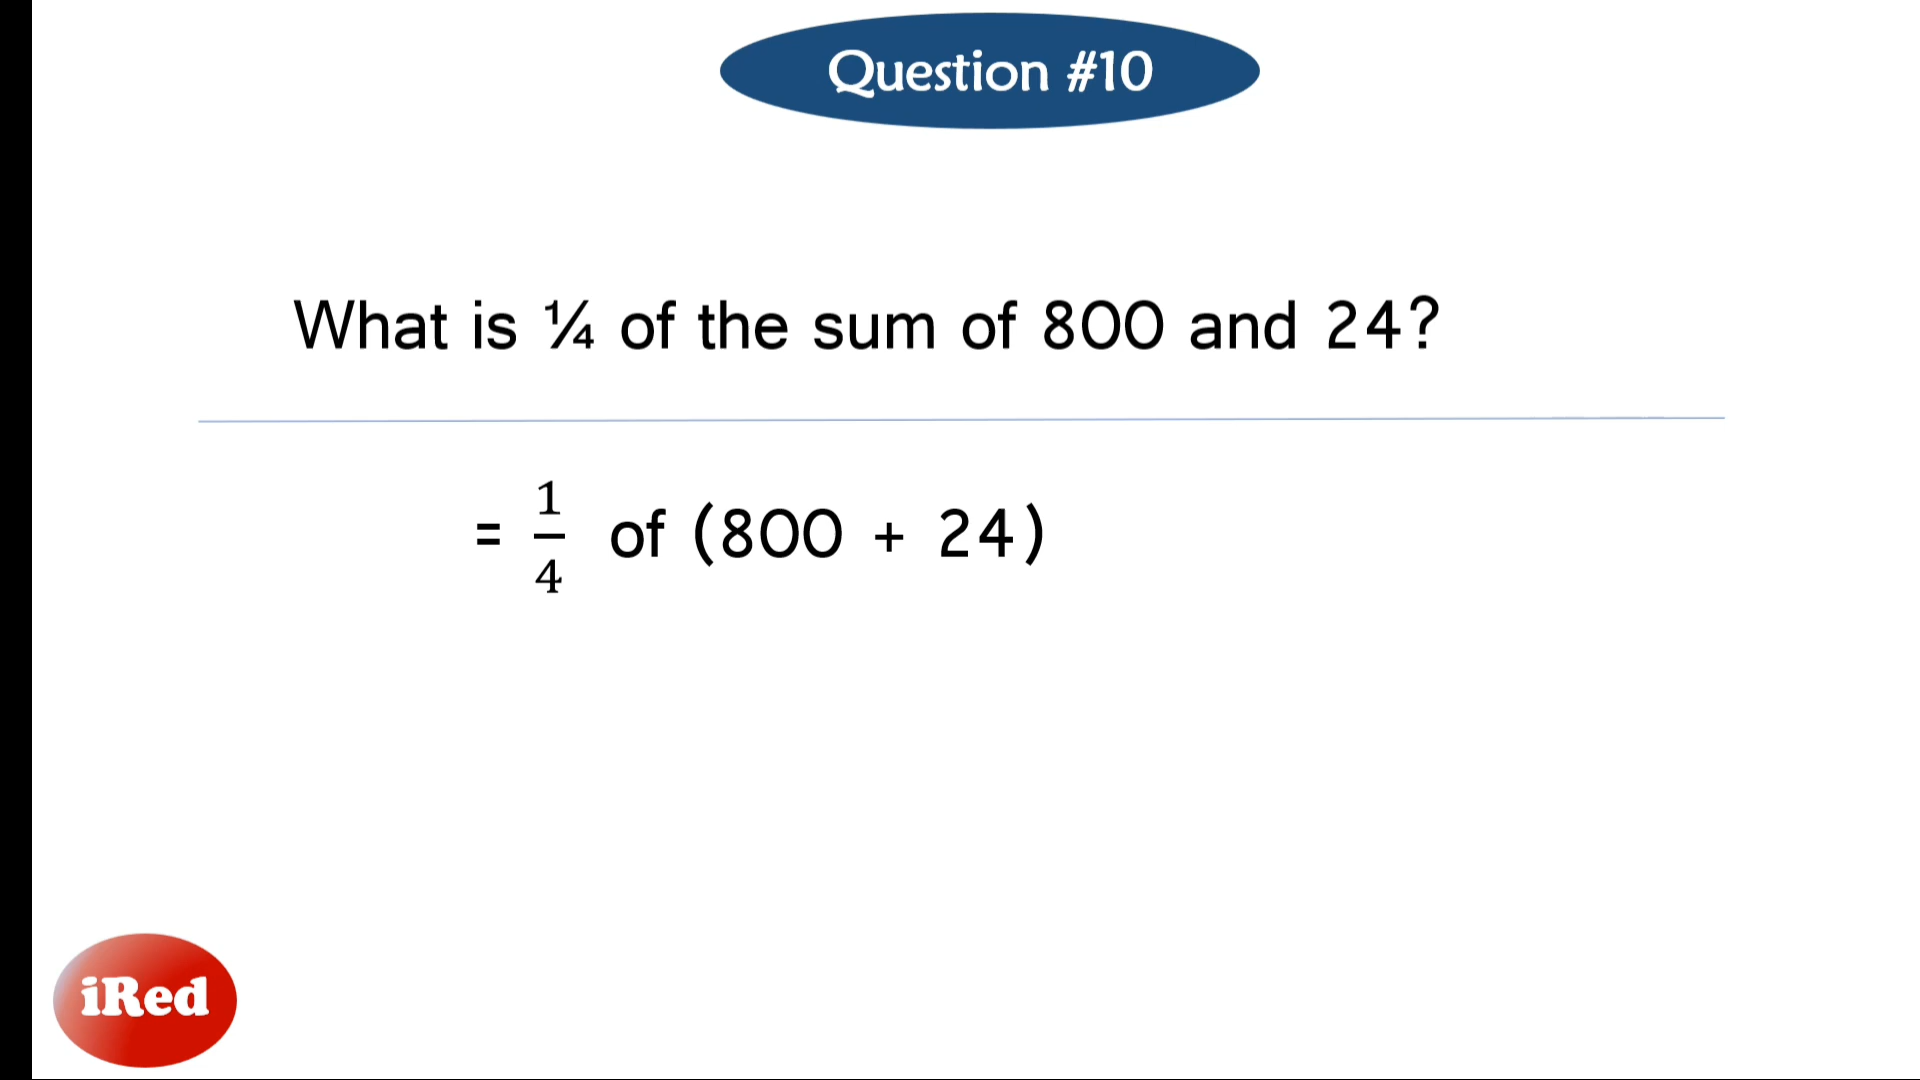 Question #10
What is ¼ of the sum of 800 and 24?
= 1/4 of (800 + 24)
iRed